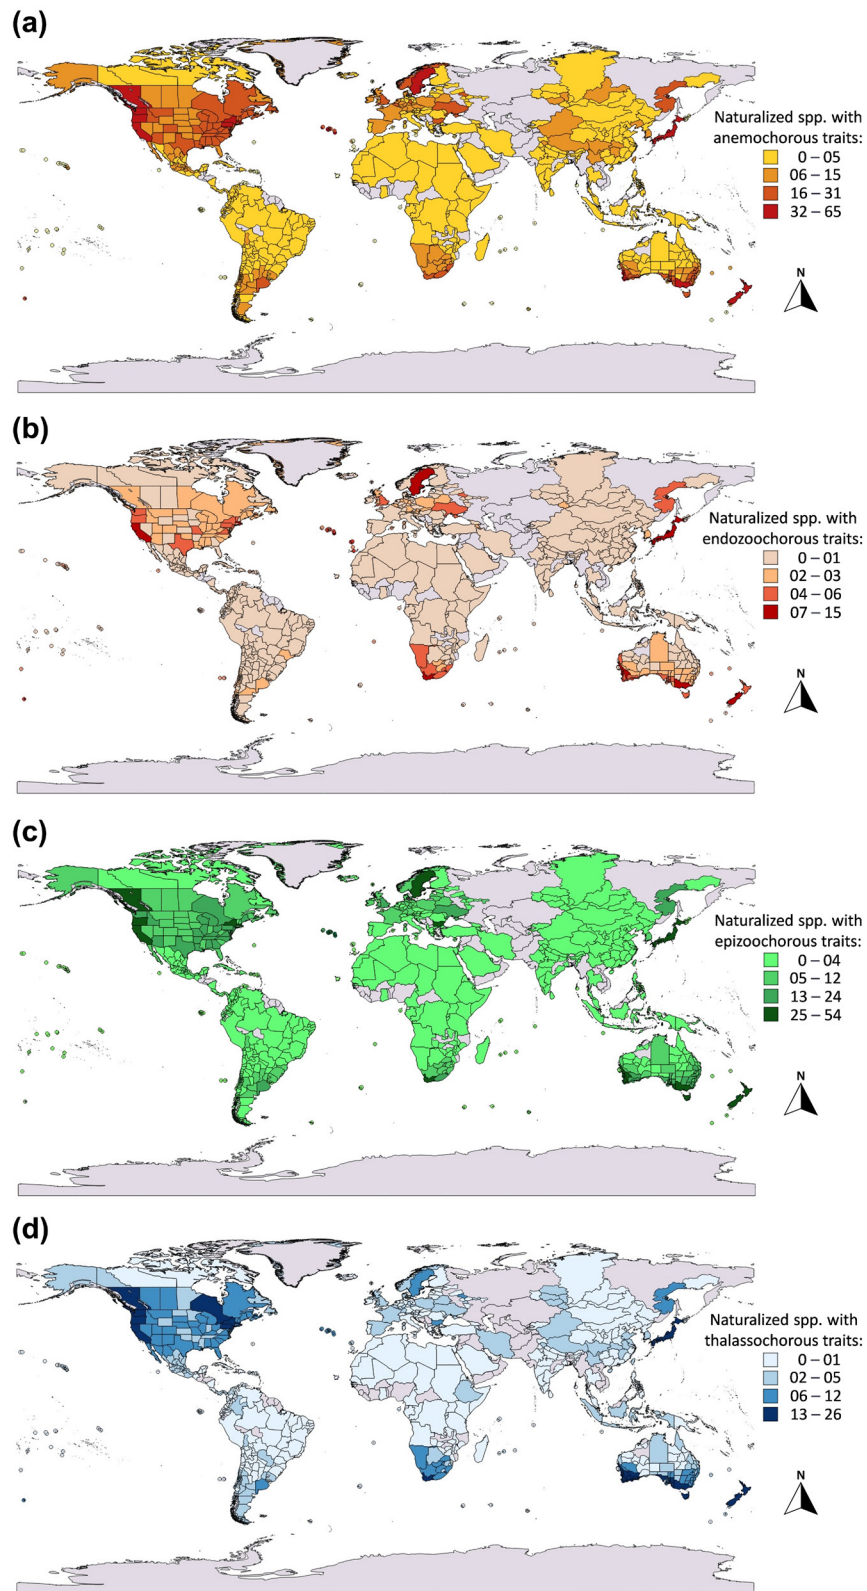 (a)
Naturalized spp. with
anemochorous traits:
0 – 05
06 – 15
16 – 31
32 – 65
N
(b)
Naturalized spp. with
endozoochorous traits:
0 – 01
02 – 03
04 – 06
07 – 15
N
(c)
Naturalized spp. with
epizoochorous traits:
0 – 04
05 – 12
13 – 24
25 – 54
N
(d)
Naturalized spp. with
thalassochorous traits:
0 – 01
02 – 05
06 – 12
13 – 26
N